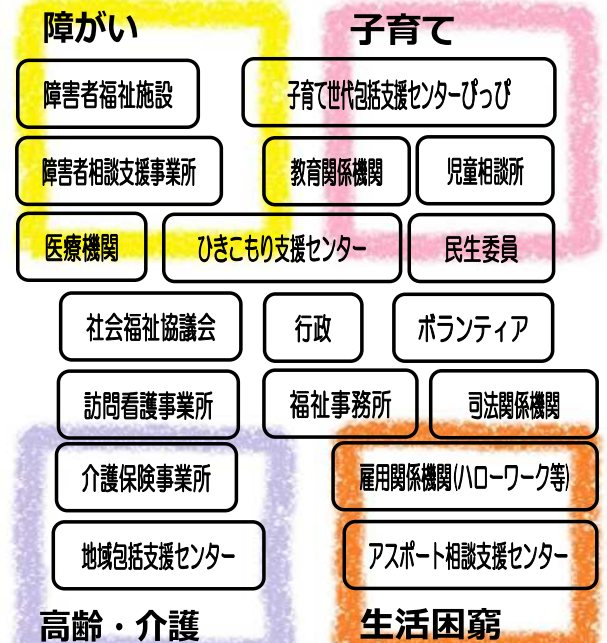 障がい
子育て
障害者福祉施設
子育て世代包括支援センターぴっぴ
障害者相談支援事業所
教育関係機関
児童相談所
医療機関
ひきこもり支援センター
民生委員
社会福祉協議会
行政
ボランティア
訪問看護事業所
福祉事務所
司法関係機関
介護保険事業所
雇用関係機関(ハローワーク等)
地域包括支援センター
アスポート相談支援センター
高齢・介護
生活困窮